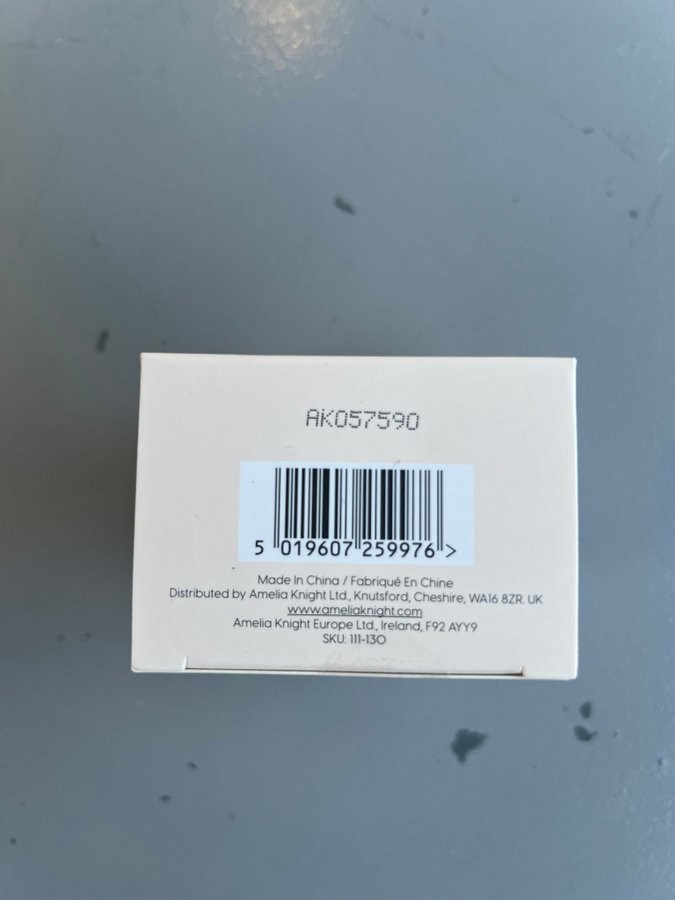 AK057590
5 019607 259976 >
Made In China / Fabriqué En Chine
Distributed by Amelia Knight Ltd., Knutsford, Cheshire, WA16 8ZR. UK
www.ameliaknight.com
Amelia Knight Europe Ltd., Ireland, F92 AYY9
SKU: 111-130